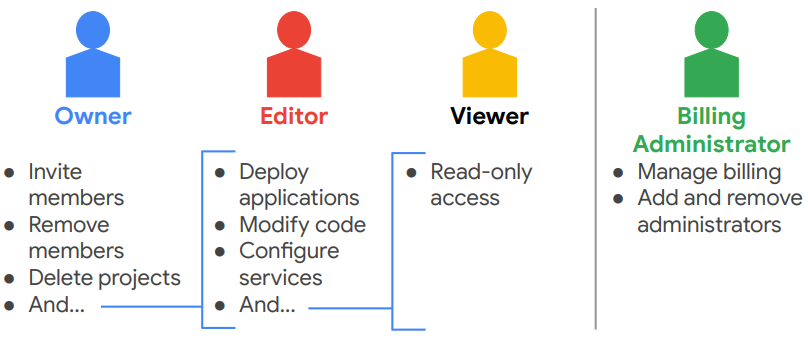 Owner
● Invite
members
● Remove
members
● Delete projects
● And...
Editor
● Deploy
applications
● Modify code
● Configure
services
● And...
Viewer
● Read-only
access
Billing
Administrator
● Manage billing
● Add and remove
administrators